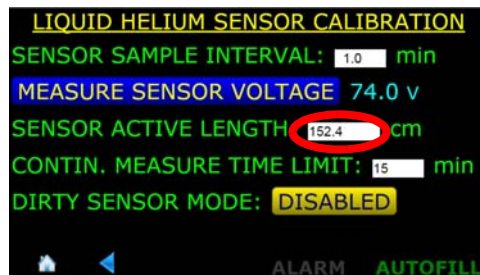 LIQUID HELIUM SENSOR CALIBRATION
SENSOR SAMPLE INTERVAL: 1.0 min
MEASURE SENSOR VOLTAGE 74.0 v
SENSOR ACTIVE LENGTH 152.4 cm
CONTIN. MEASURE TIME LIMIT: 15 min
DIRTY SENSOR MODE: DISABLED
ALARM AUTOFILL